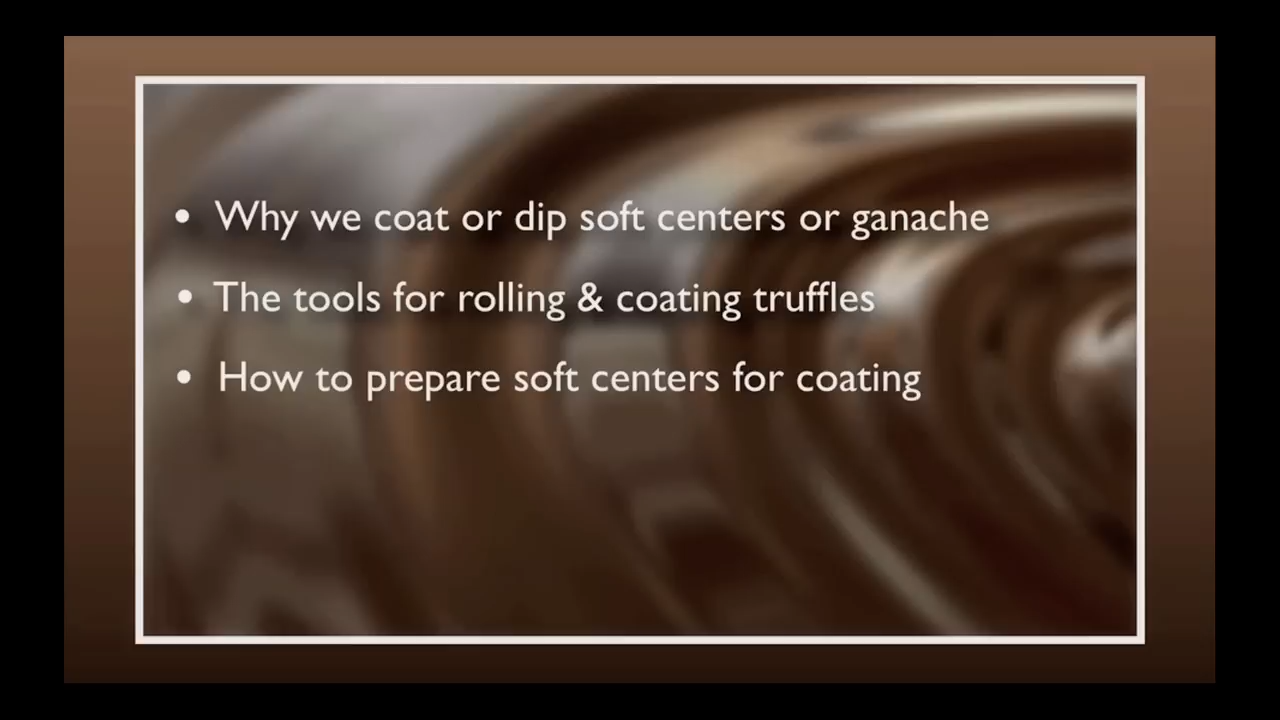 • Why we coat or dip soft centers or ganache
• The tools for rolling & coating truffles
• How to prepare soft centers for coating